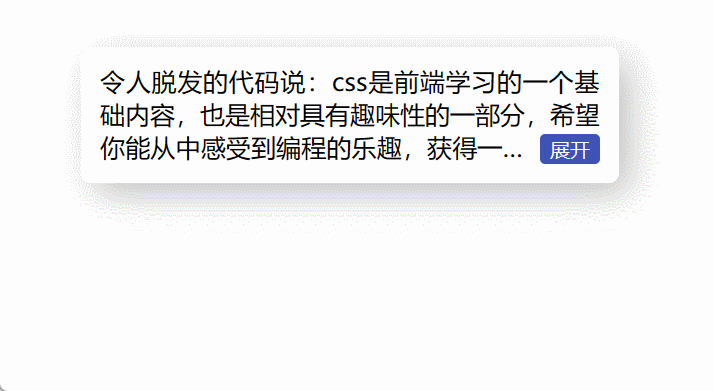 令人脱发的代码说：css是前端学习的一个基
础内容，也是相对具有趣味性的一部分，希望
你能从中感受到编程的乐趣，获得一... 展开